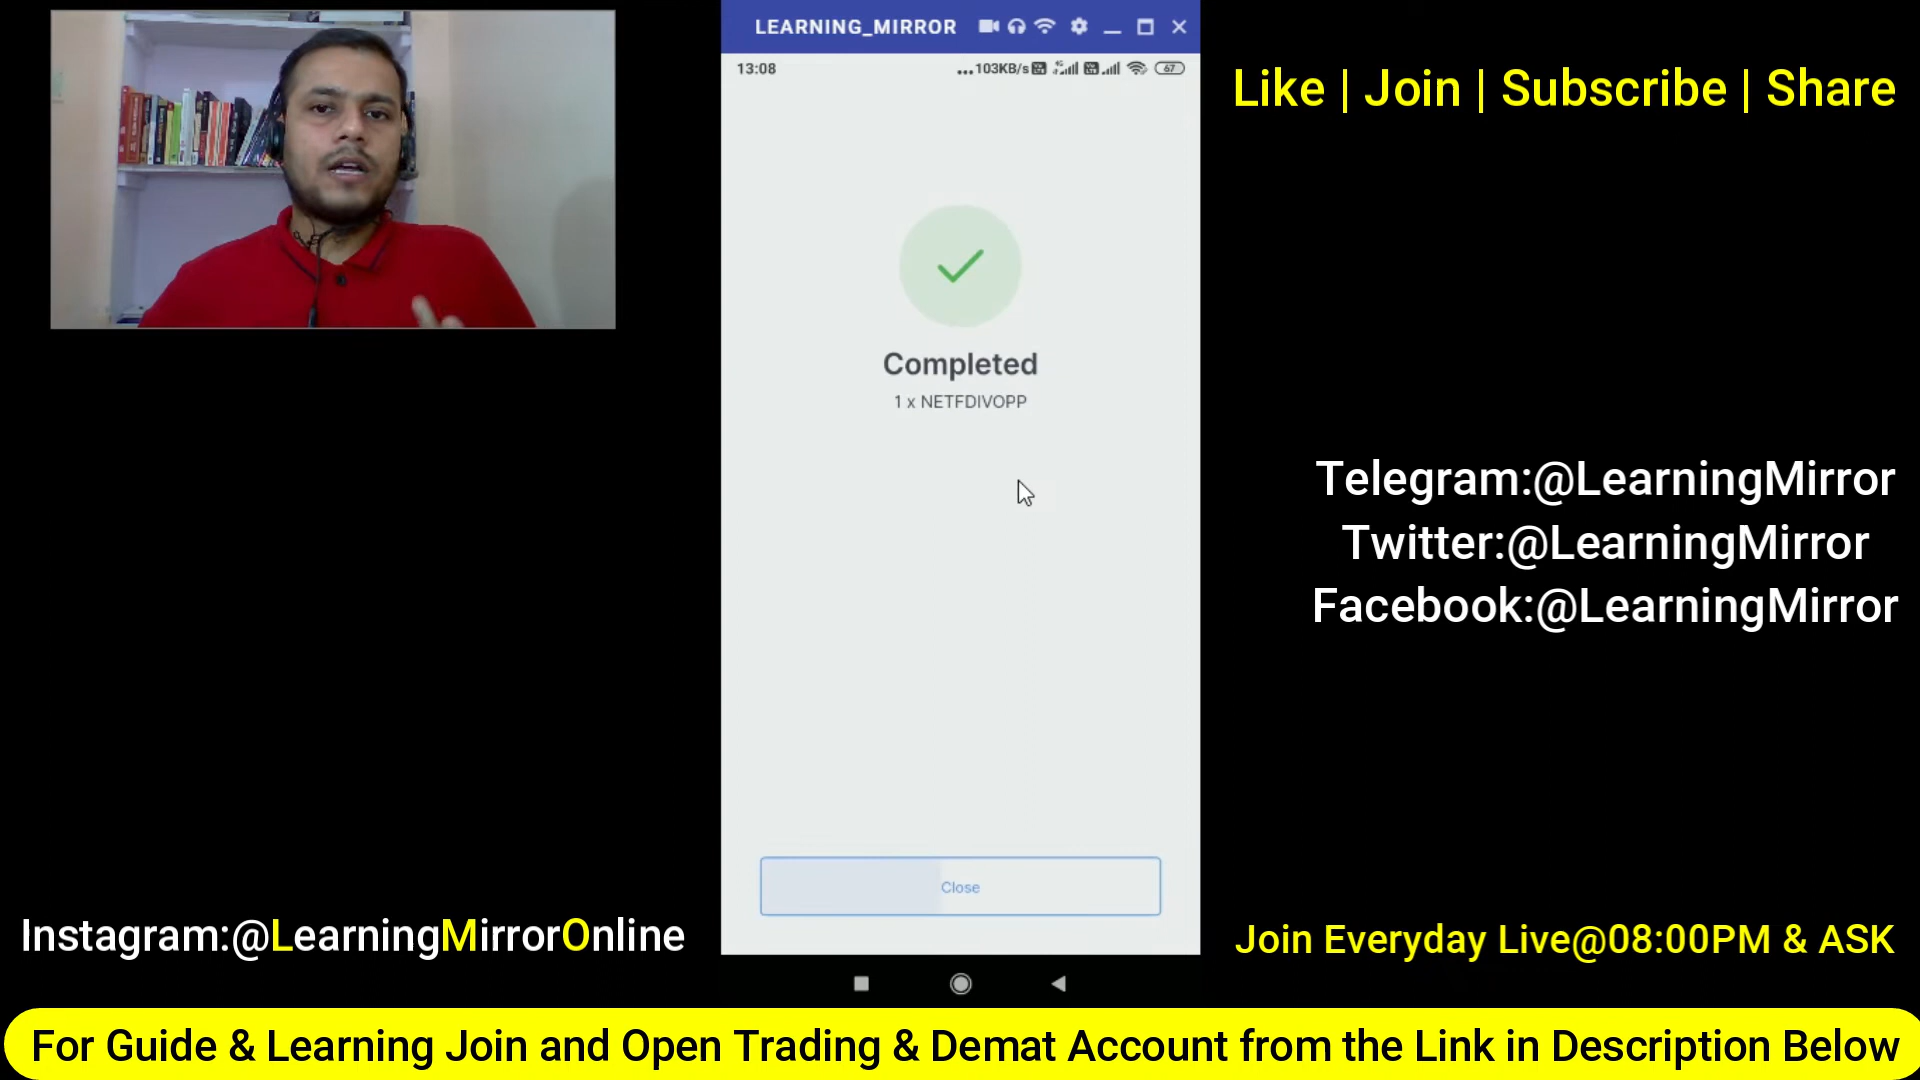 LEARNING_MIRROR
13:08
...103KB/s
67
Completed
1 x NETFDIVOPP
Close
Like | Join | Subscribe | Share
Telegram:@LearningMirror
Twitter:@LearningMirror
Facebook:@LearningMirror
Instagram:@LearningMirrorOnline
Join Everyday Live@08:00PM & ASK
For Guide & Learning Join and Open Trading & Demat Account from the Link in Description Below